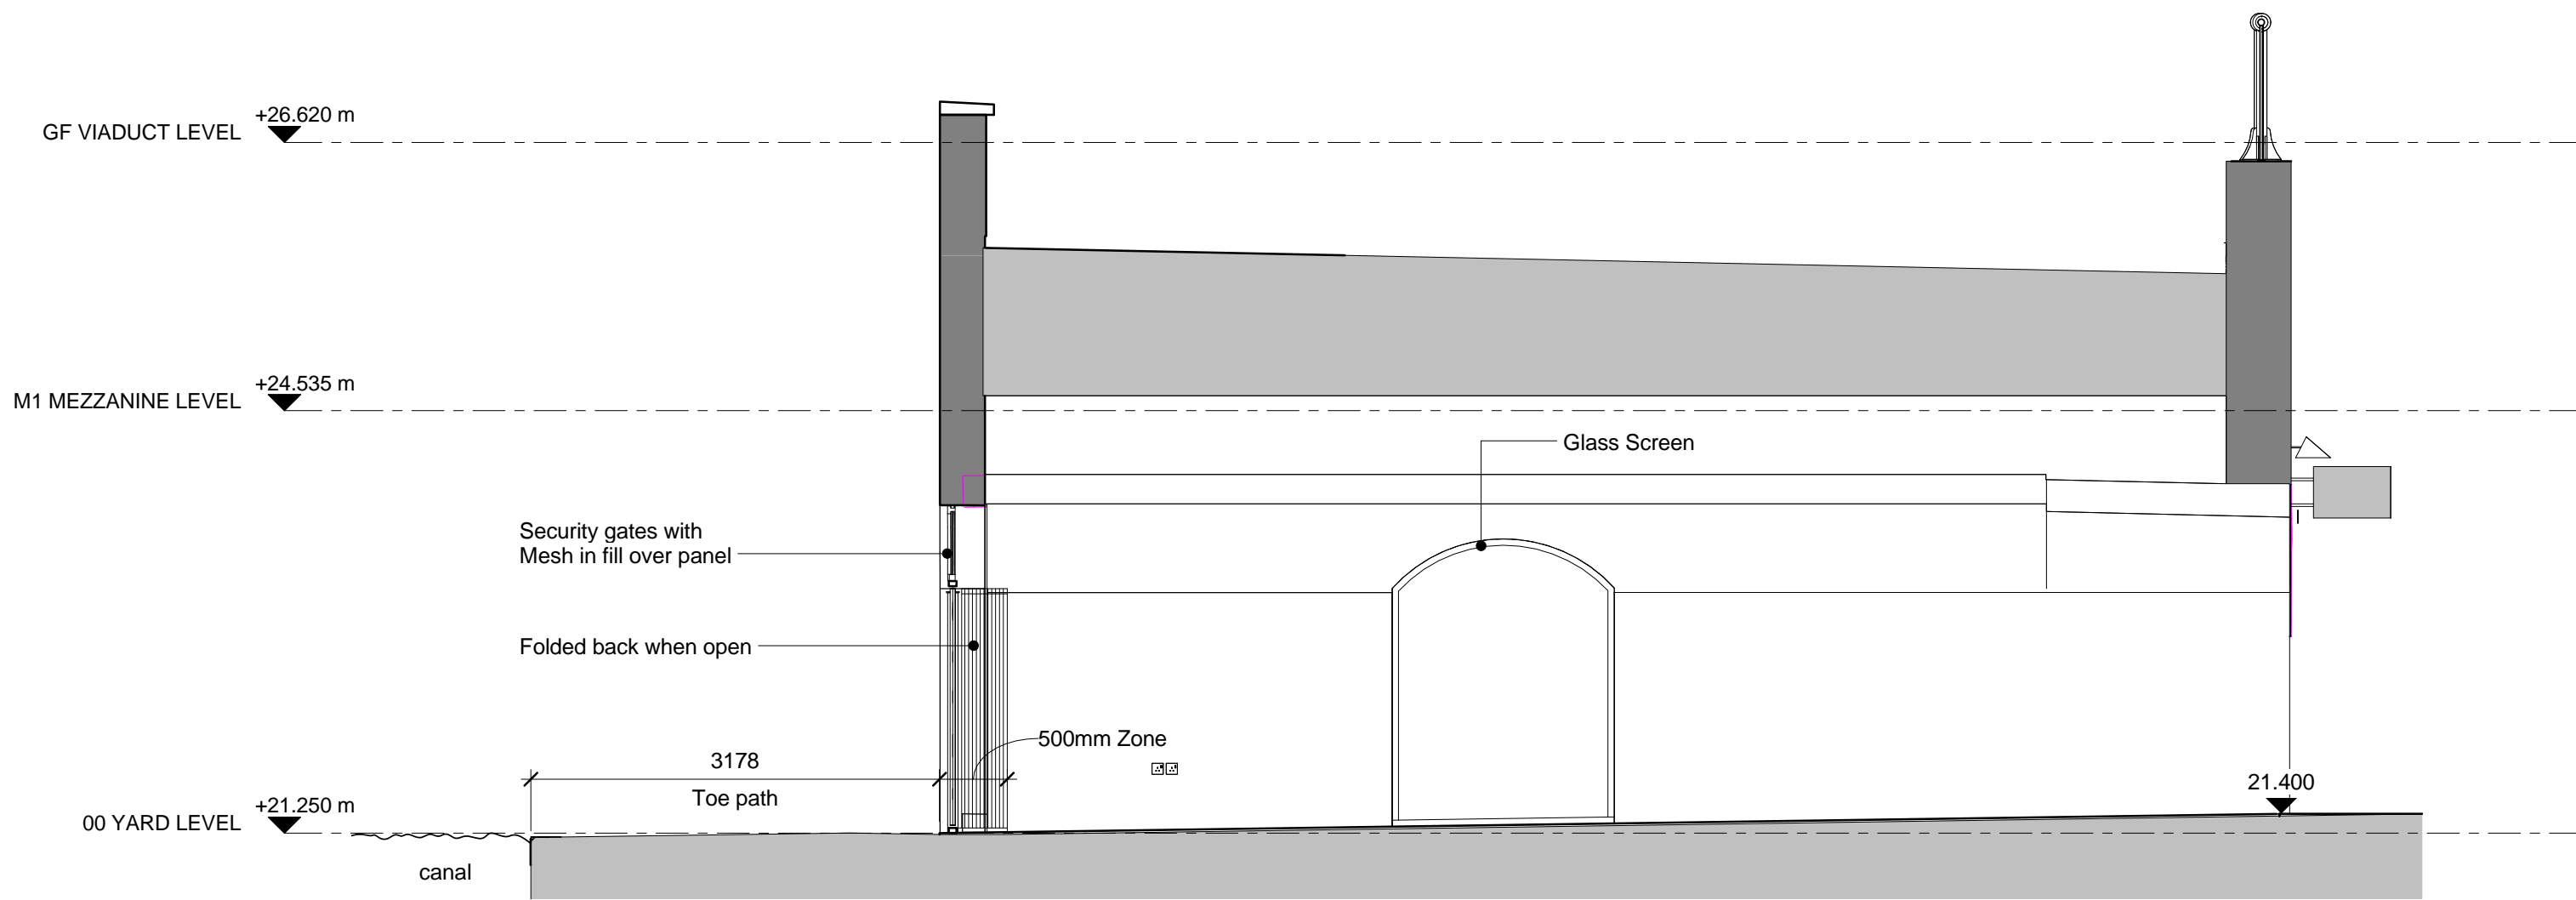 +26.620 m
GF VIADUCT LEVEL
+24.535 m
M1 MEZZANINE LEVEL
Glass Screen
Security gates with
Mesh in fill over panel
Folded back when open
500mm Zone
3178
Toe path
21.400
+21.250 m
00 YARD LEVEL
canal